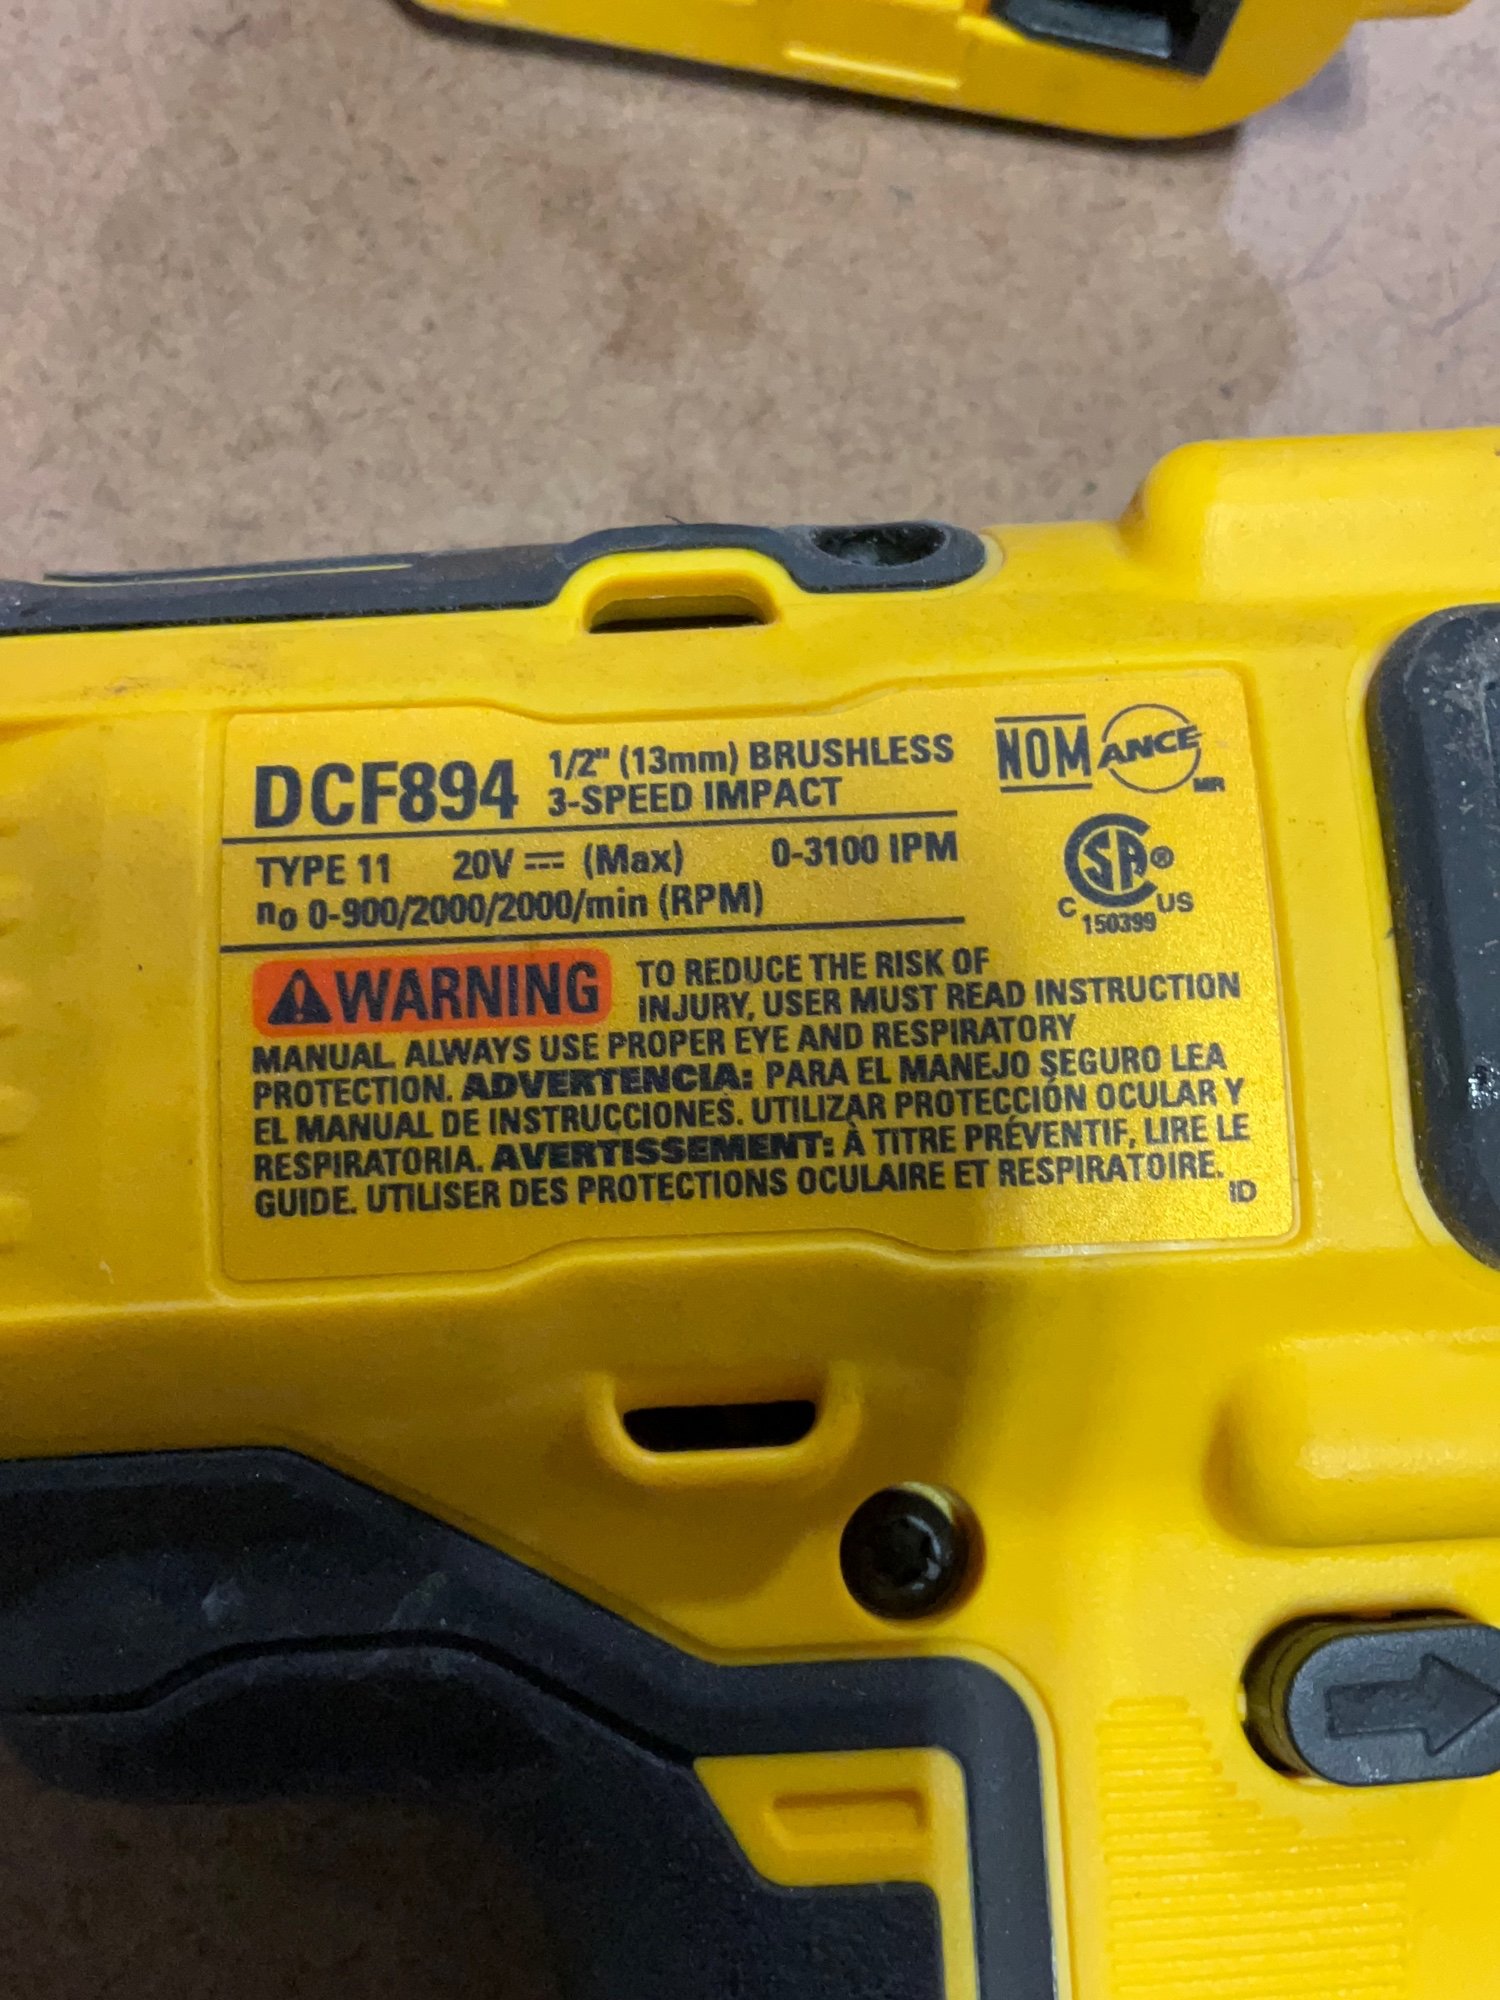 DCF894 1/2" (13mm) BRUSHLESS
3-SPEED IMPACT
NOM ANCE MR
TYPE 11 20V ⎓ (Max) 0-3100 IPM
n₀ 0-900/2000/2000/min (RPM)
CSA®
C US
150399
⚠WARNING TO REDUCE THE RISK OF
INJURY, USER MUST READ INSTRUCTION
MANUAL. ALWAYS USE PROPER EYE AND RESPIRATORY
PROTECTION. ADVERTENCIA: PARA EL MANEJO SEGURO LEA
EL MANUAL DE INSTRUCCIONES. UTILIZAR PROTECCIÓN OCULAR Y
RESPIRATORIA. AVERTISSEMENT: À TITRE PRÉVENTIF, LIRE LE
GUIDE. UTILISER DES PROTECTIONS OCULAIRE ET RESPIRATOIRE.
ID